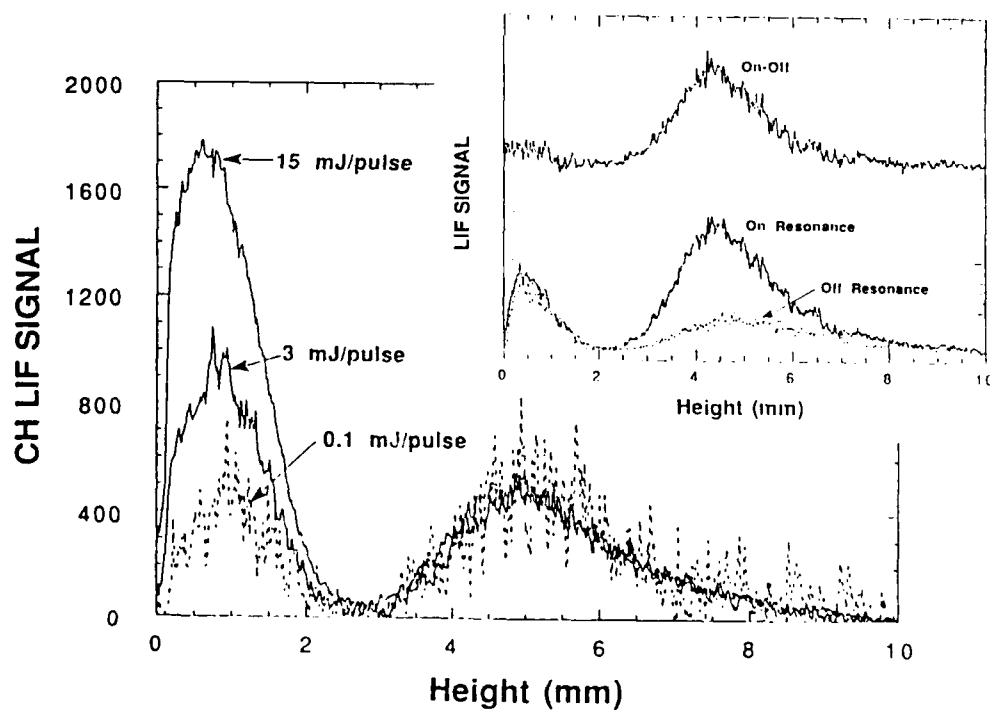 CH LIF SIGNAL
2000
1600
1200
800
400
0
15 mJ/pulse
3 mJ/pulse
0.1 mJ/pulse
0 2 4 6 8 10
Height (mm)
LIF SIGNAL
On-Off
On Resonance
Off Resonance
0 2 4 6 8 10
Height (mm)